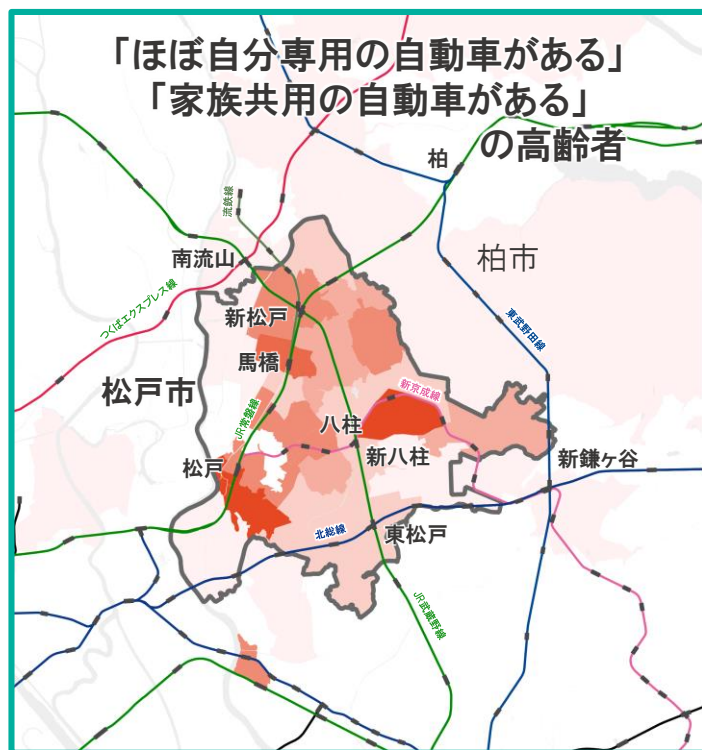 「ほぼ自分専用の自動車がある」
「家族共用の自動車がある」
の高齢者
柏
流鉄線
南流山
柏市
つくばエクスプレス線
新松戸
東武野田線
馬橋
松戸市
新京成線
JR常磐線
八柱
松戸
新八柱
新鎌ヶ谷
北総線
東松戸
JR武蔵野線